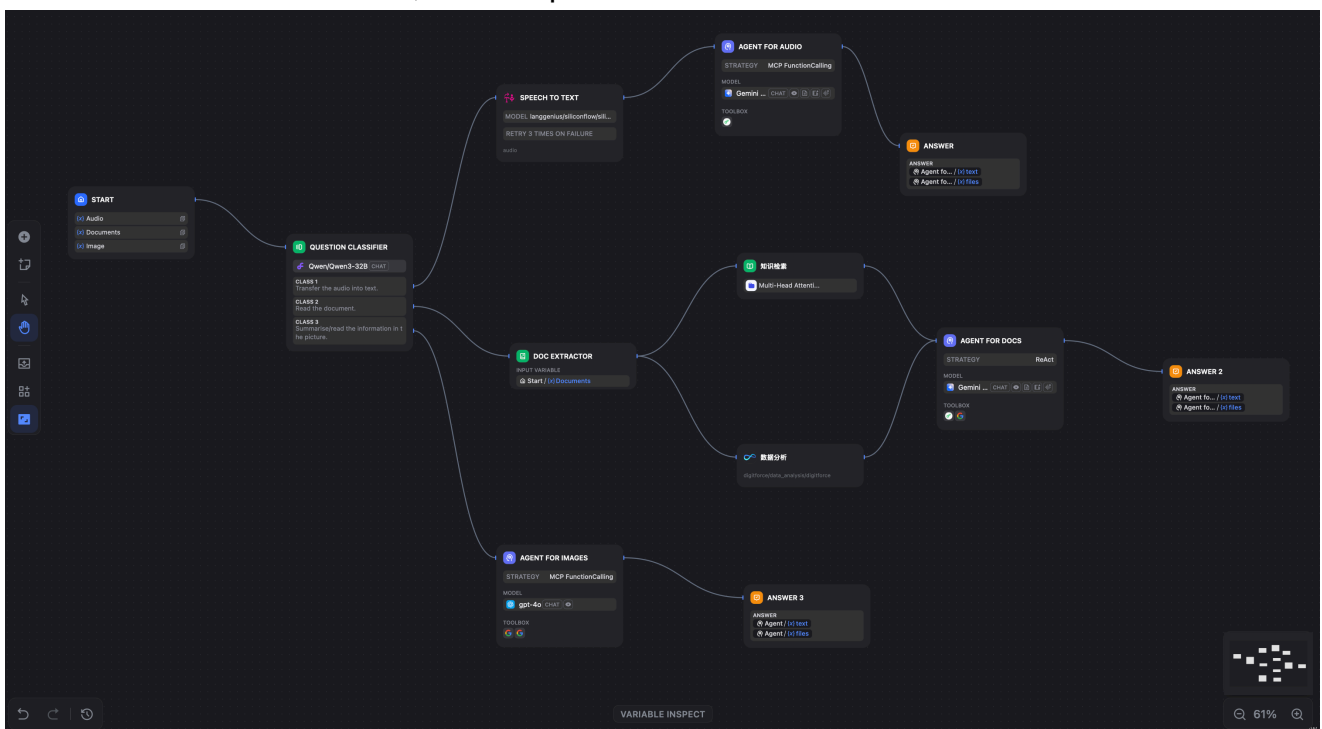 START
{x} Audio
{x} Documents
{x} Image
QUESTION CLASSIFIER
Qwen/Qwen3-32B CHAT
CLASS 1
Transfer the audio into text.
CLASS 2
Read the document.
CLASS 3
Summarise/read the information in t
he picture.
SPEECH TO TEXT
MODEL langgenius/siliconflow/sili...
RETRY 3 TIMES ON FAILURE
audio
AGENT FOR AUDIO
STRATEGY MCP FunctionCalling
MODEL
Gemini ... CHAT
TOOLBOX
ANSWER
ANSWER
Agent fo... / {x} text
Agent fo... / {x} files
DOC EXTRACTOR
INPUT VARIABLE
Start / {x} Documents
知识检索
Multi-Head Attenti...
数据分析
digitforce/data_analysis/digitforce
AGENT FOR DOCS
STRATEGY ReAct
MODEL
Gemini ... CHAT
TOOLBOX
ANSWER 2
ANSWER
Agent fo... / {x} text
Agent fo... / {x} files
AGENT FOR IMAGES
STRATEGY MCP FunctionCalling
MODEL
gpt-4o CHAT
TOOLBOX
ANSWER 3
ANSWER
Agent / {x} text
Agent / {x} files
VARIABLE INSPECT
61%